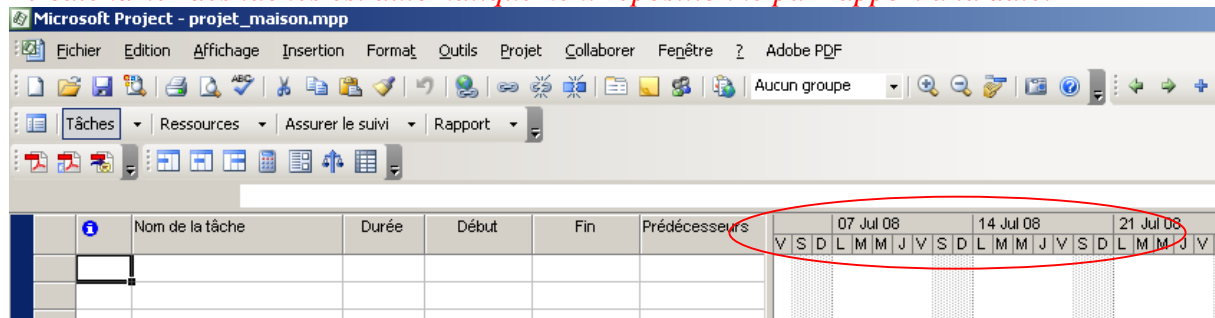 Microsoft Project - projet_maison.mpp
Fichier Edition Affichage Insertion Format Outils Projet Collaborer Fenêtre ? Adobe PDF
Aucun groupe
Tâches Ressources Assurer le suivi Rapport
07 Jul 08 14 Jul 08 21 Jul 08
Nom de la tâche Durée Début Fin Prédécesseurs
V S D L M M J V S D L M M J V S D L M M J V